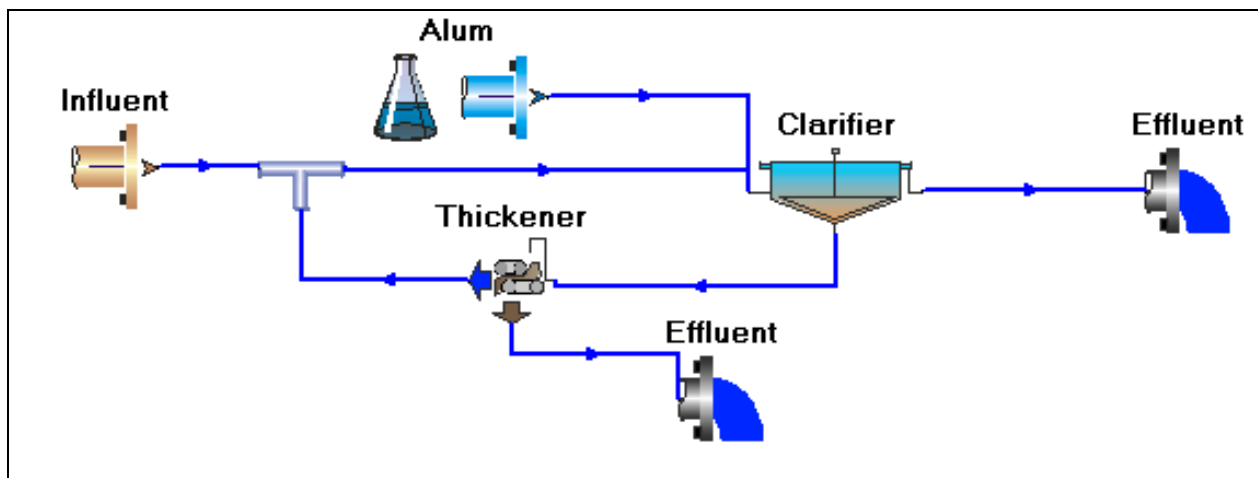 Alum
Influent
Clarifier
Effluent
Thickener
Effluent